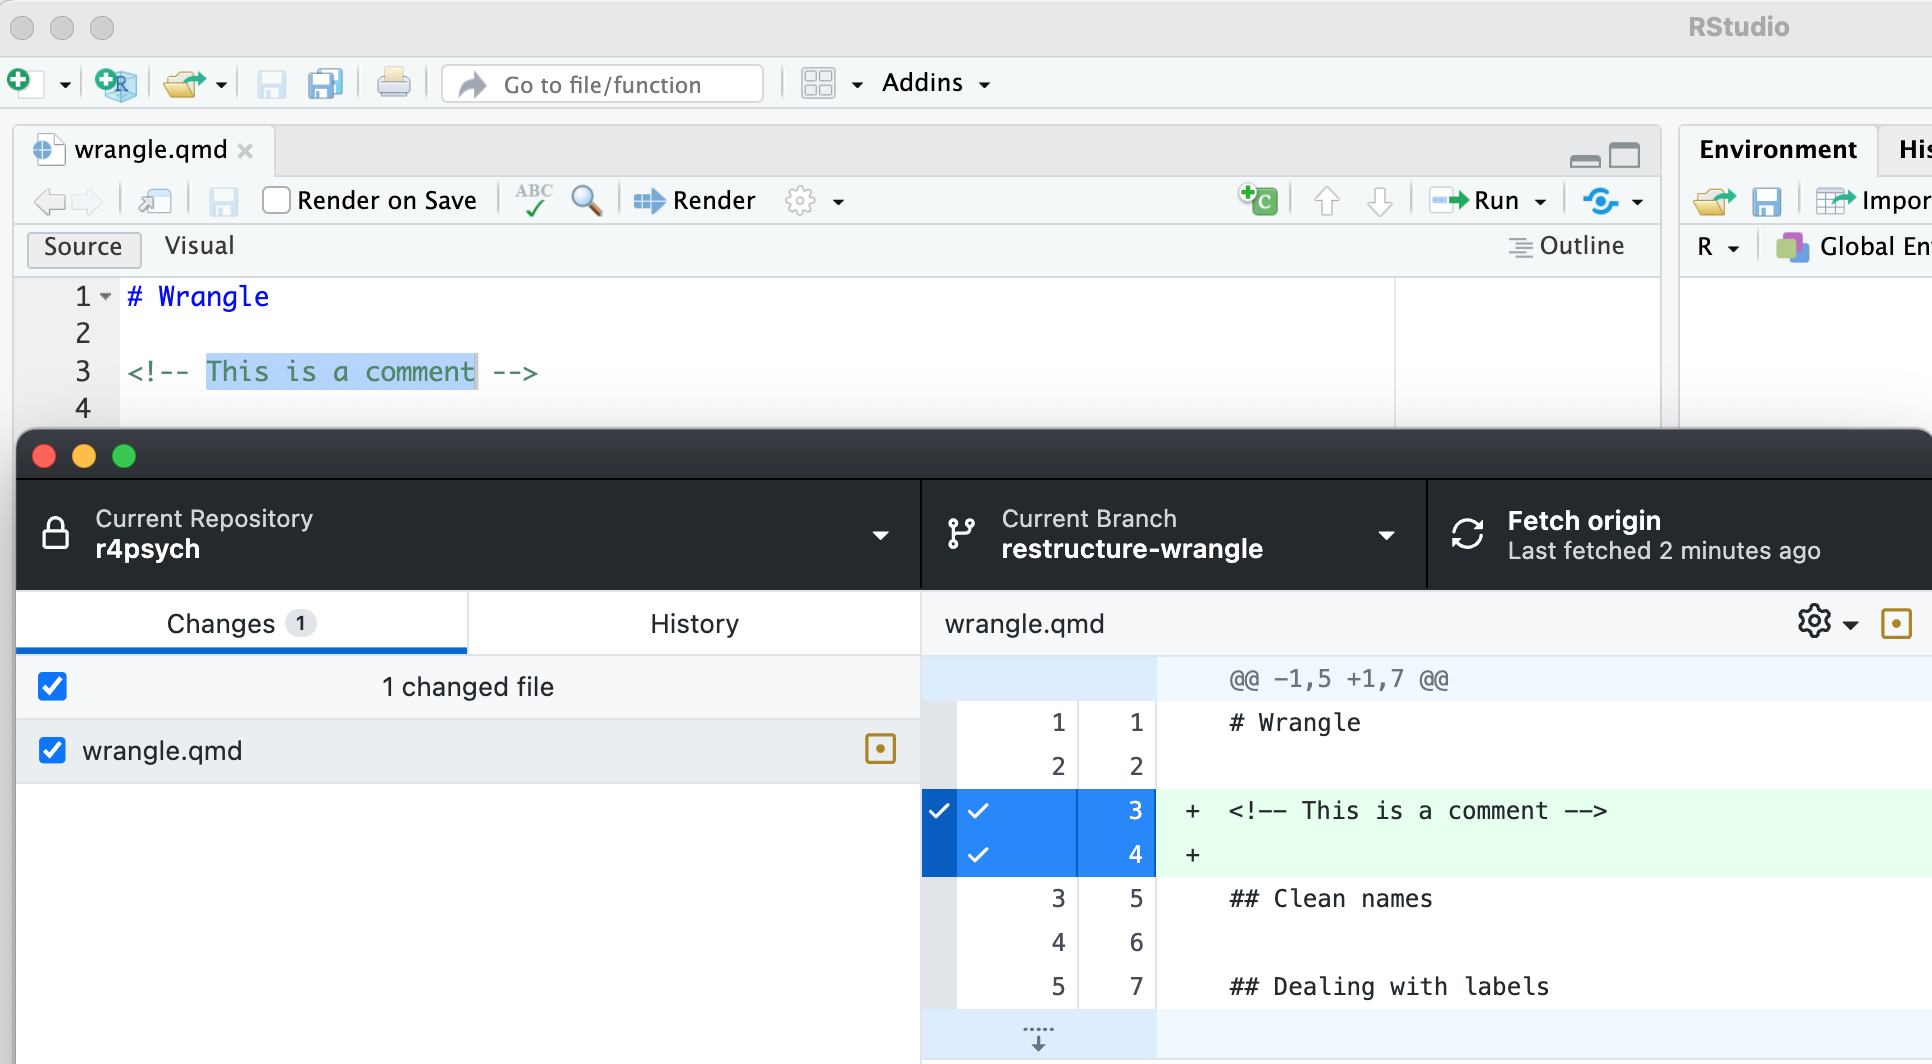 RStudio
Go to file/function
Addins
wrangle.qmd
Environment
His
Render on Save
ABC
Render
C
Run
Impor
Source
Visual
Outline
R
Global En
1 # Wrangle
2
3 <!-- This is a comment -->
4
Current Repository
r4psych
Current Branch
restructure-wrangle
Fetch origin
Last fetched 2 minutes ago
Changes 1
History
wrangle.qmd
1 changed file
wrangle.qmd
@@ -1,5 +1,7 @@
1 1 # Wrangle
2 2
3 + <!-- This is a comment -->
4 +
3 5 ## Clean names
4 6
5 7 ## Dealing with labels